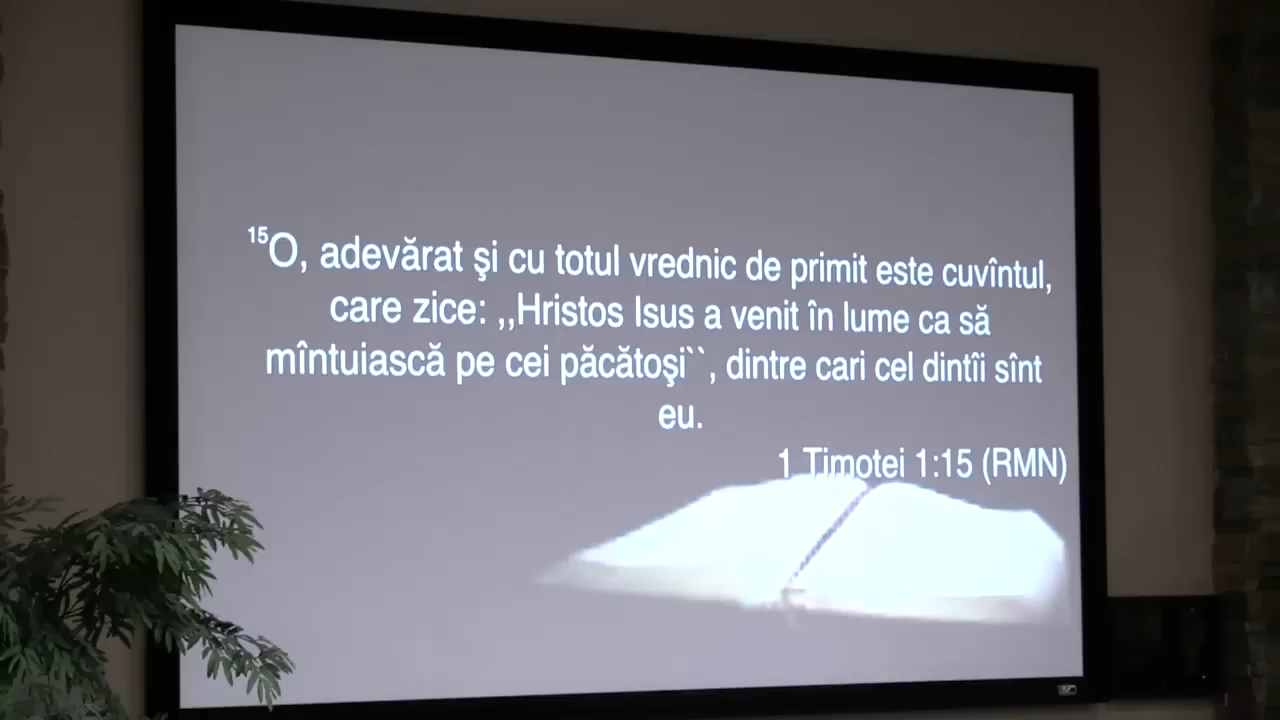 15O, adevărat şi cu totul vrednic de primit este cuvîntul,
care zice: ,,Hristos Isus a venit în lume ca să
mîntuiască pe cei păcătoşi``, dintre cari cel dintîi sînt
eu.
1 Timotei 1:15 (RMN)